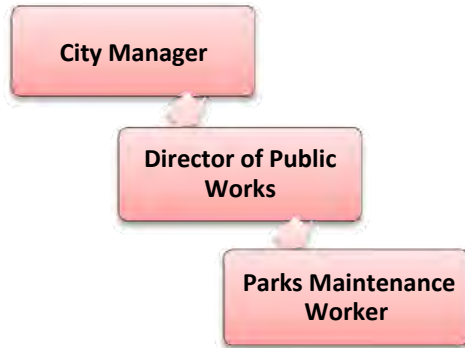 City Manager
Director of Public
Works
Parks Maintenance
Worker